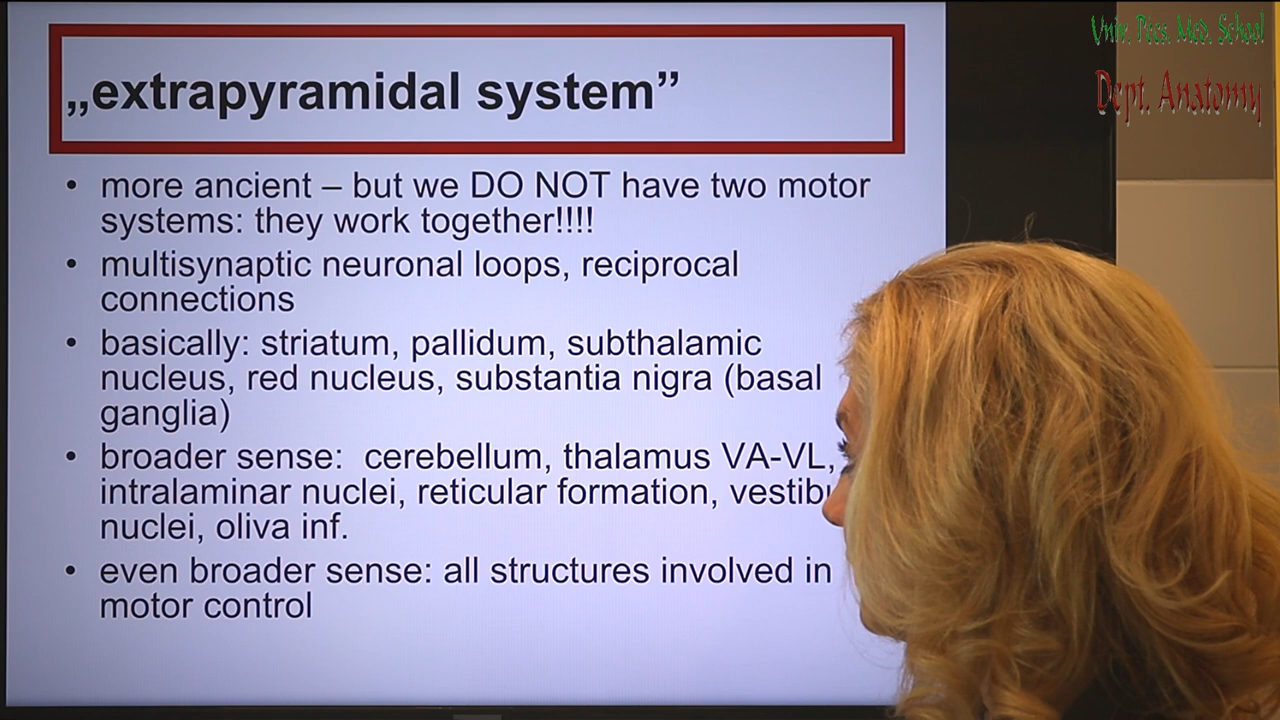 „extrapyramidal system”
• more ancient – but we DO NOT have two motor
systems: they work together!!!!
• multisynaptic neuronal loops, reciprocal
connections
• basically: striatum, pallidum, subthalamic
nucleus, red nucleus, substantia nigra (basal
ganglia)
• broader sense: cerebellum, thalamus VA-VL,
intralaminar nuclei, reticular formation,
nuclei, oliva inf.
• even broader sense: all structures involved in
motor control
Univ. Pécs. Med. School
Dept. Anatomy